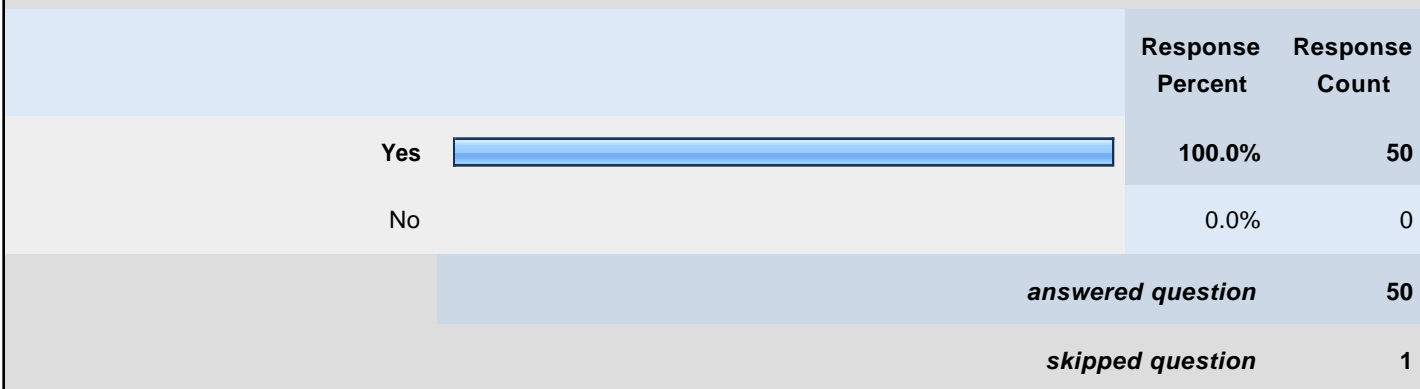 Response Response
Percent Count
Yes 100.0% 50
No 0.0% 0
answered question 50
skipped question 1